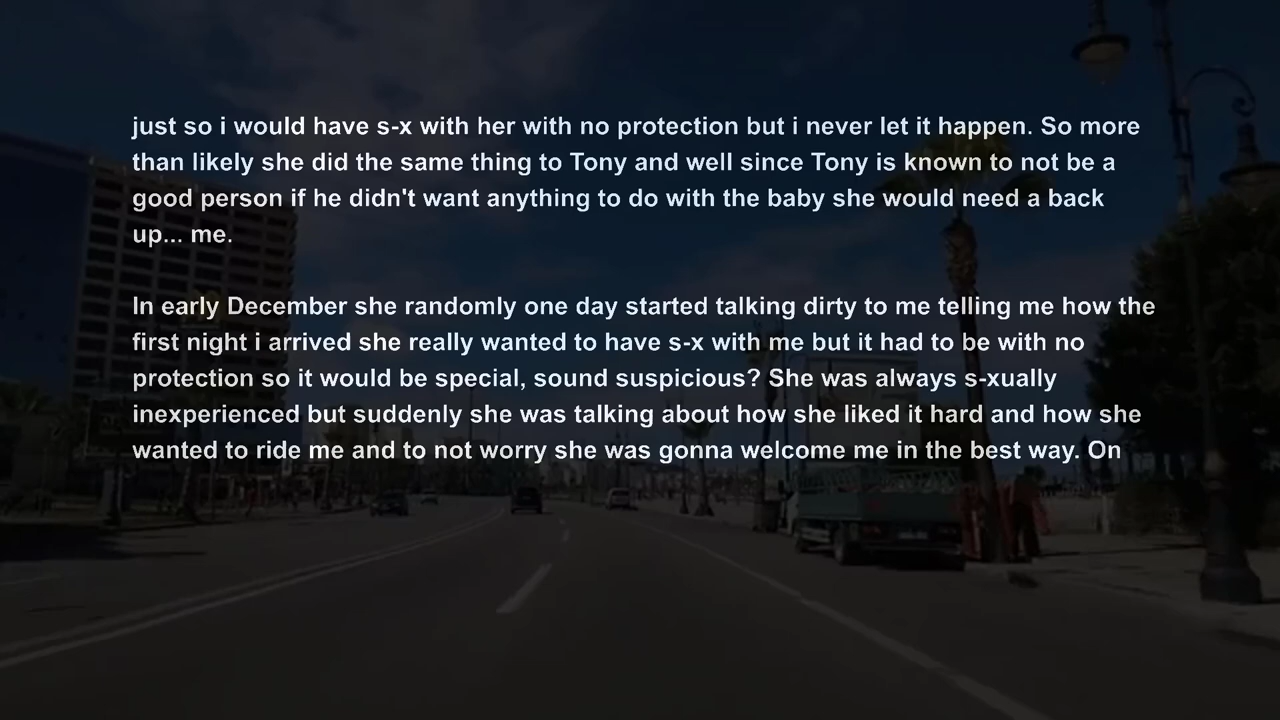 just so i would have s-x with her with no protection but i never let it happen. So more
than likely she did the same thing to Tony and well since Tony is known to not be a
good person if he didn't want anything to do with the baby she would need a back
up... me.
In early December she randomly one day started talking dirty to me telling me how the
first night i arrived she really wanted to have s-x with me but it had to be with no
protection so it would be special, sound suspicious? She was always s-xually
inexperienced but suddenly she was talking about how she liked it hard and how she
wanted to ride me and to not worry she was gonna welcome me in the best way. On